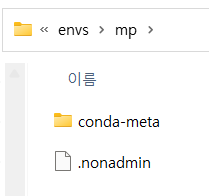 « envs > mp >
이름
conda-meta
.nonadmin